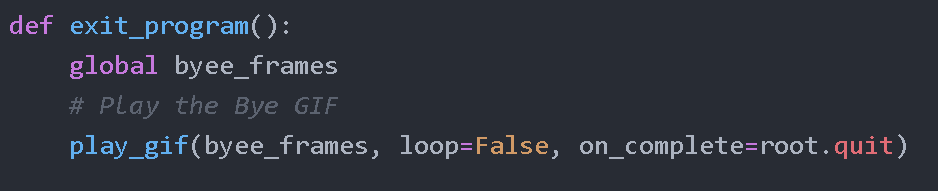 def exit_program():
    global byee_frames
    # Play the Bye GIF
    play_gif(byee_frames, loop=False, on_complete=root.quit)